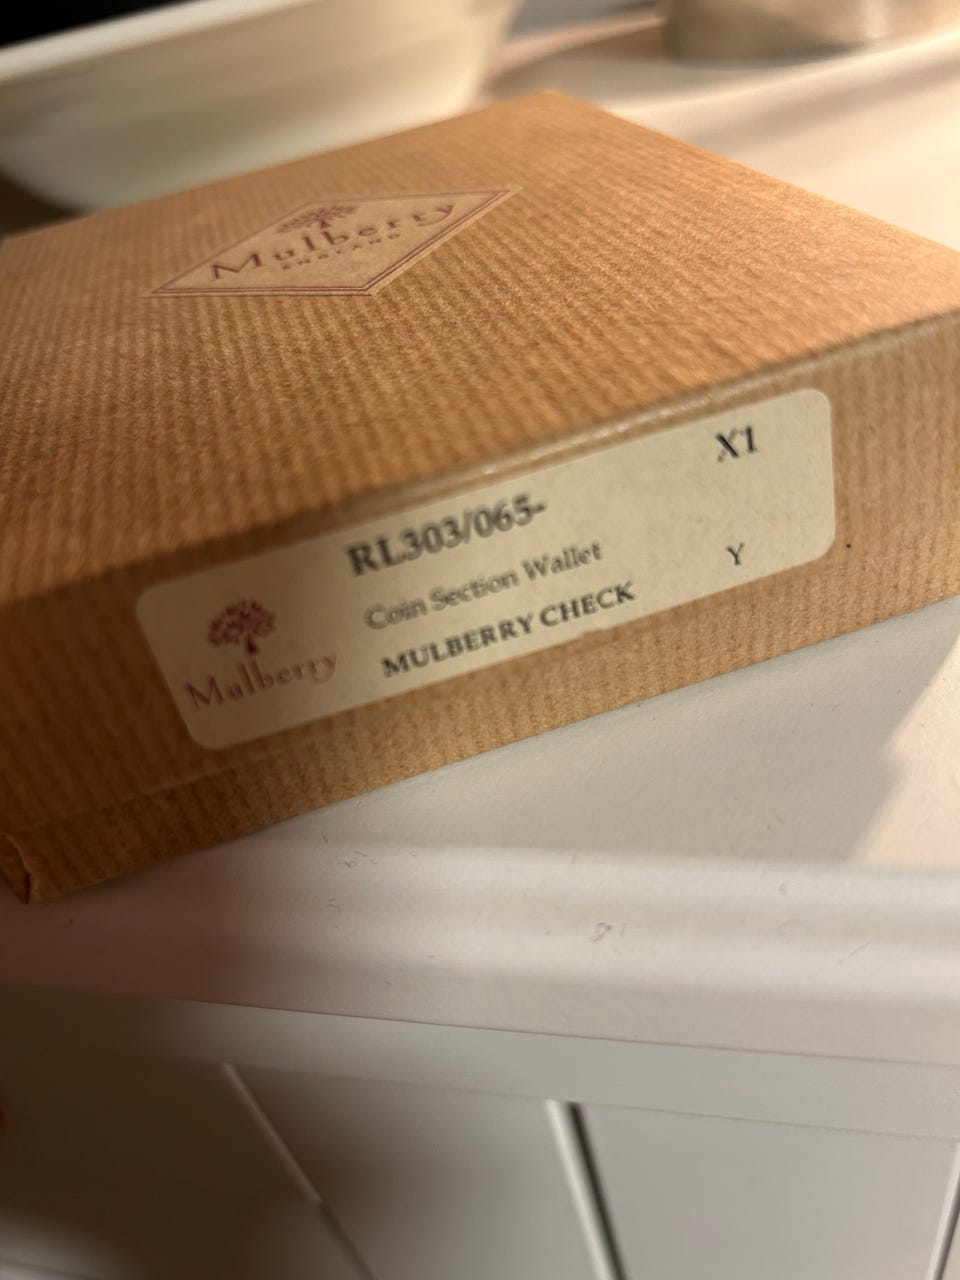 Mulberry
ENGLAND
RL303/065-
X1
Coin Section Wallet
Y
MULBERRY CHECK
Mulberry